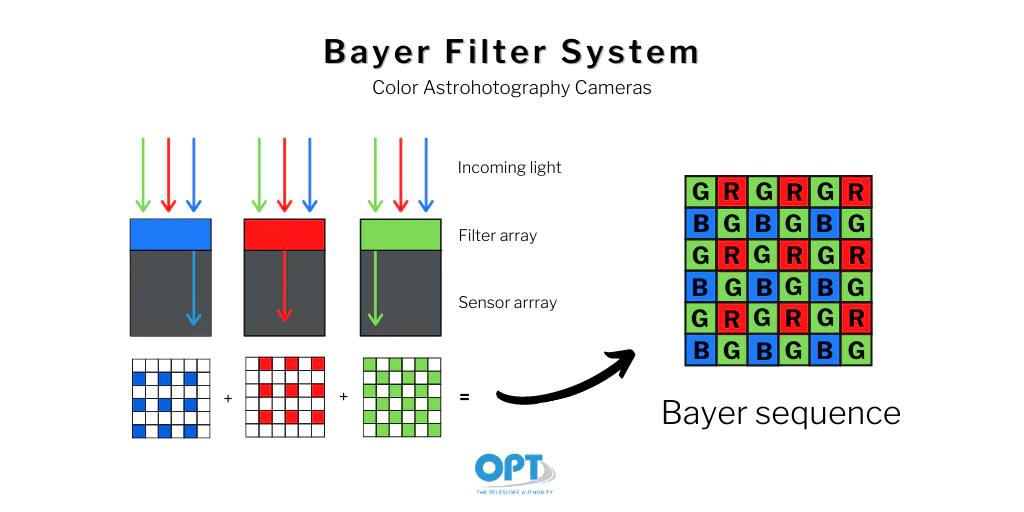 Bayer Filter System
Color Astrohotography Cameras
Incoming light
Filter array
Sensor arrray
+
+
=
G R G R G R
B G B G B G
G R G R G R
B G B G B G
G R G R G R
B G B G B G
Bayer sequence
OPT
THE TELESCOPE AUTHORITY